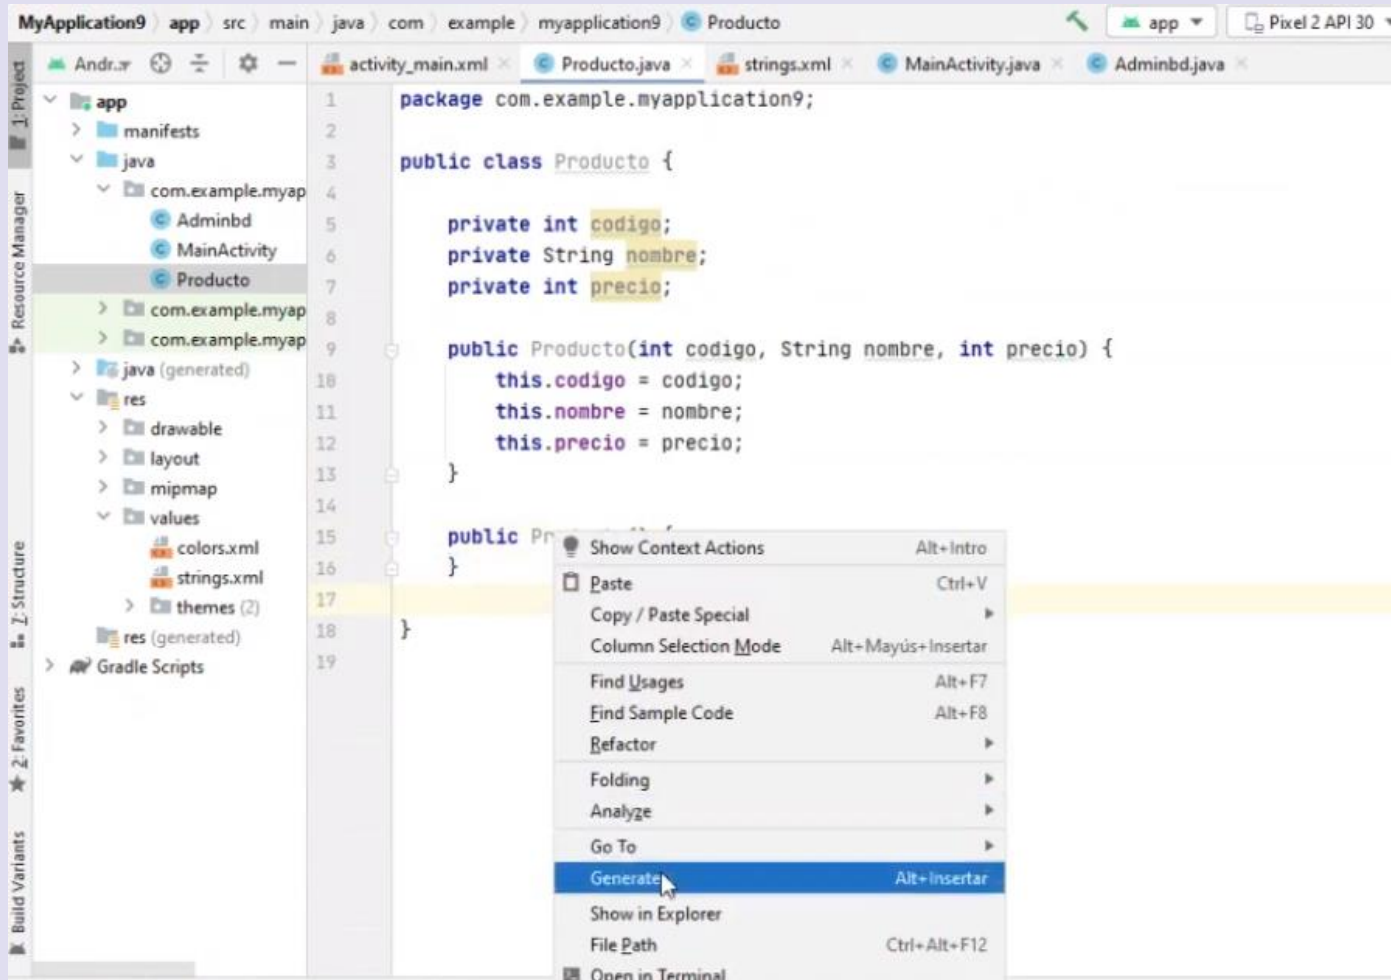 MyApplication9 app src main java com example myapplication9 Producto app Pixel 2 API 30
Andr..
activity_main.xml Producto.java strings.xml MainActivity.java Adminbd.java
1: Project
Resource Manager
Z: Structure
2: Favorites
Build Variants
app
manifests
java
com.example.myap
Adminbd
MainActivity
Producto
com.example.myap
com.example.myap
java (generated)
res
drawable
layout
mipmap
values
colors.xml
strings.xml
themes (2)
res (generated)
Gradle Scripts
1 package com.example.myapplication9;
2
3 public class Producto {
4
5 private int codigo;
6 private String nombre;
7 private int precio;
8
9 public Producto(int codigo, String nombre, int precio) {
10 this.codigo = codigo;
11 this.nombre = nombre;
12 this.precio = precio;
13 }
14
15 public Pr
16 }
17
18 }
19
Show Context Actions Alt+Intro
Paste Ctrl+V
Copy / Paste Special
Column Selection Mode Alt+Mayús+Insertar
Find Usages Alt+F7
Find Sample Code Alt+F8
Refactor
Folding
Analyze
Go To
Generate Alt+Insertar
Show in Explorer
File Path Ctrl+Alt+F12
Open in Terminal